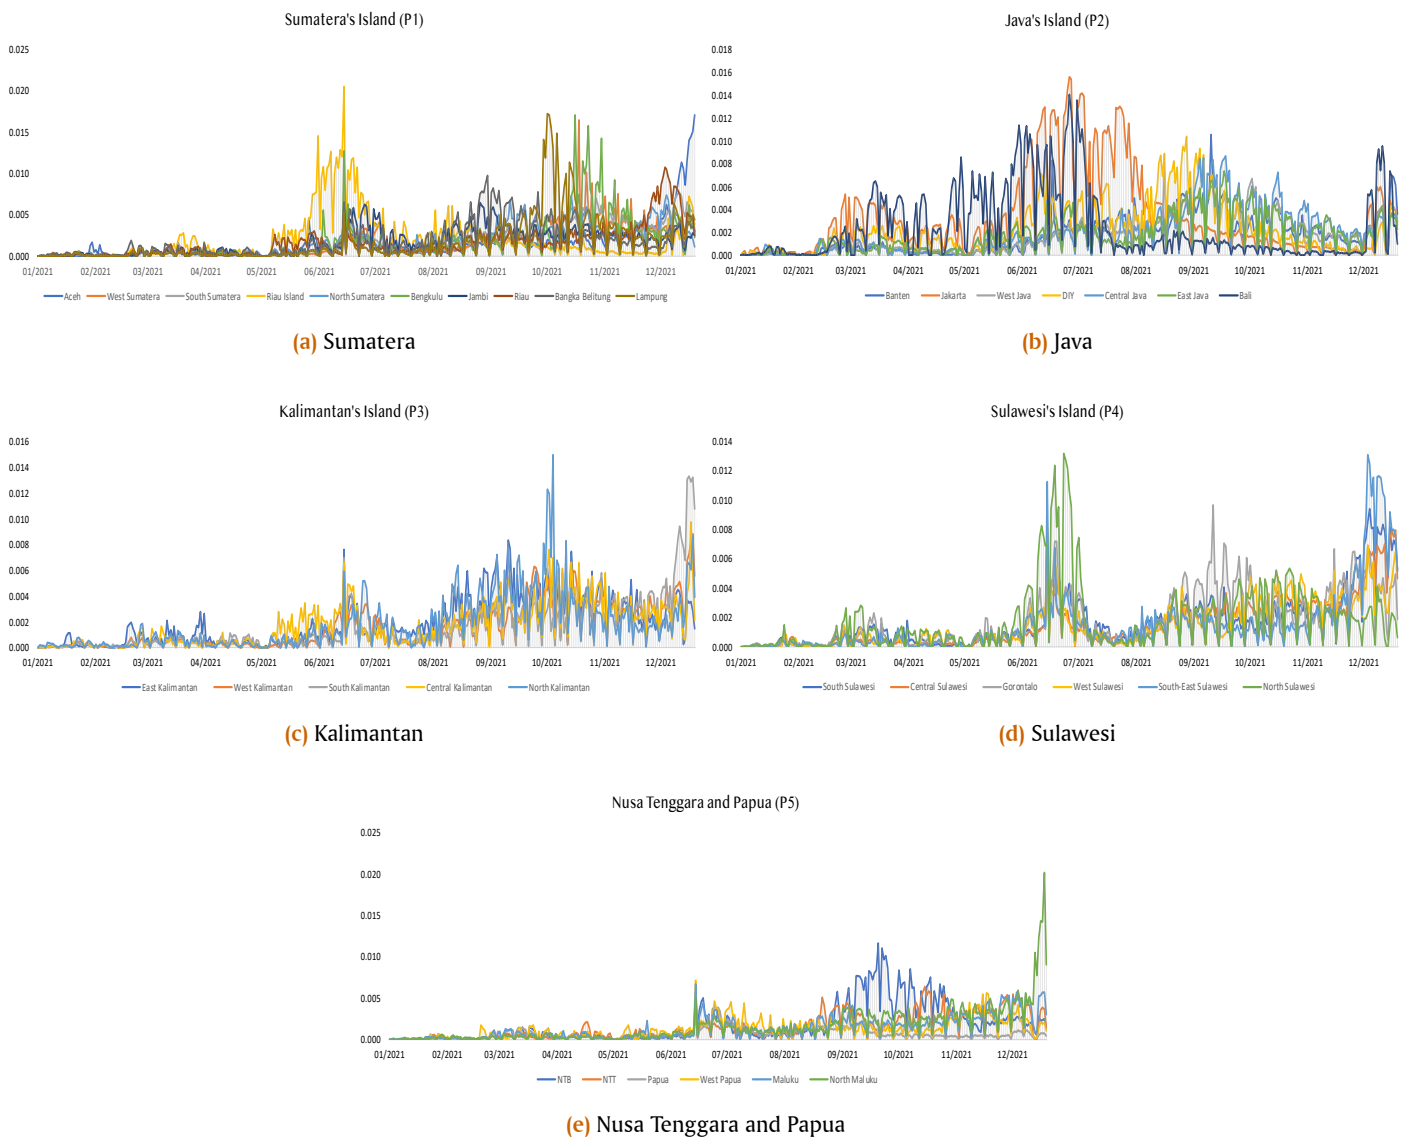 Sumatera's Island (P1)
0.025
0.020
0.015
0.010
0.005
0.000
01/2021 02/2021 03/2021 04/2021 05/2021 06/2021 07/2021 08/2021 09/2021 10/2021 11/2021 12/2021
Aceh West Sumatera South Sumatera Riau Island North Sumatera Bengkulu Jambi Riau Bangka Belitung Lampung
(a) Sumatera
Java's Island (P2)
0.018
0.016
0.014
0.012
0.010
0.008
0.006
0.004
0.002
0.000
01/2021 02/2021 03/2021 04/2021 05/2021 06/2021 07/2021 08/2021 09/2021 10/2021 11/2021 12/2021
Banten Jakarta West Java DIY Central Java East Java Bali
(b) Java
Kalimantan's Island (P3)
0.016
0.014
0.012
0.010
0.008
0.006
0.004
0.002
0.000
01/2021 02/2021 03/2021 04/2021 05/2021 06/2021 07/2021 08/2021 09/2021 10/2021 11/2021 12/2021
East Kalimantan West Kalimantan South Kalimantan Central Kalimantan North Kalimantan
(c) Kalimantan
Sulawesi's Island (P4)
0.014
0.012
0.010
0.008
0.006
0.004
0.002
0.000
01/2021 02/2021 03/2021 04/2021 05/2021 06/2021 07/2021 08/2021 09/2021 10/2021 11/2021 12/2021
South Sulawesi Central Sulawesi Gorontalo West Sulawesi South-East Sulawesi North Sulawesi
(d) Sulawesi
Nusa Tenggara and Papua (P5)
0.025
0.020
0.015
0.010
0.005
0.000
01/2021 02/2021 03/2021 04/2021 05/2021 06/2021 07/2021 08/2021 09/2021 10/2021 11/2021 12/2021
NTB NTT Papua West Papua Maluku North Maluku
(e) Nusa Tenggara and Papua